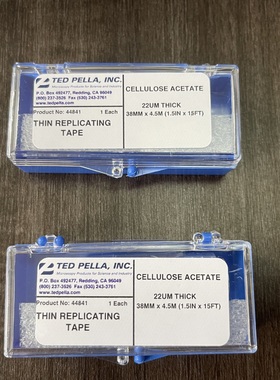 TED PELLA, INC.
Microscopy Products for Science and Industry
P.O. Box 492477, Redding, CA 96049
(800) 237-3526 Fax (530) 243-3761
www.tedpella.com
Product No: 44841 1 Each
THIN REPLICATING
TAPE
CELLULOSE ACETATE
22UM THICK
38MM x 4.5M (1.5IN x 15FT)
TED PELLA, INC.
Microscopy Products for Science and Industry
P.O. Box 492477, Redding, CA 96049
(800) 237-3526 Fax (530) 243-3761
www.tedpella.com
Product No: 44841 1 Each
THIN REPLICATING
TAPE
CELLULOSE ACETATE
22UM THICK
38MM x 4.5M (1.5IN x 15FT)